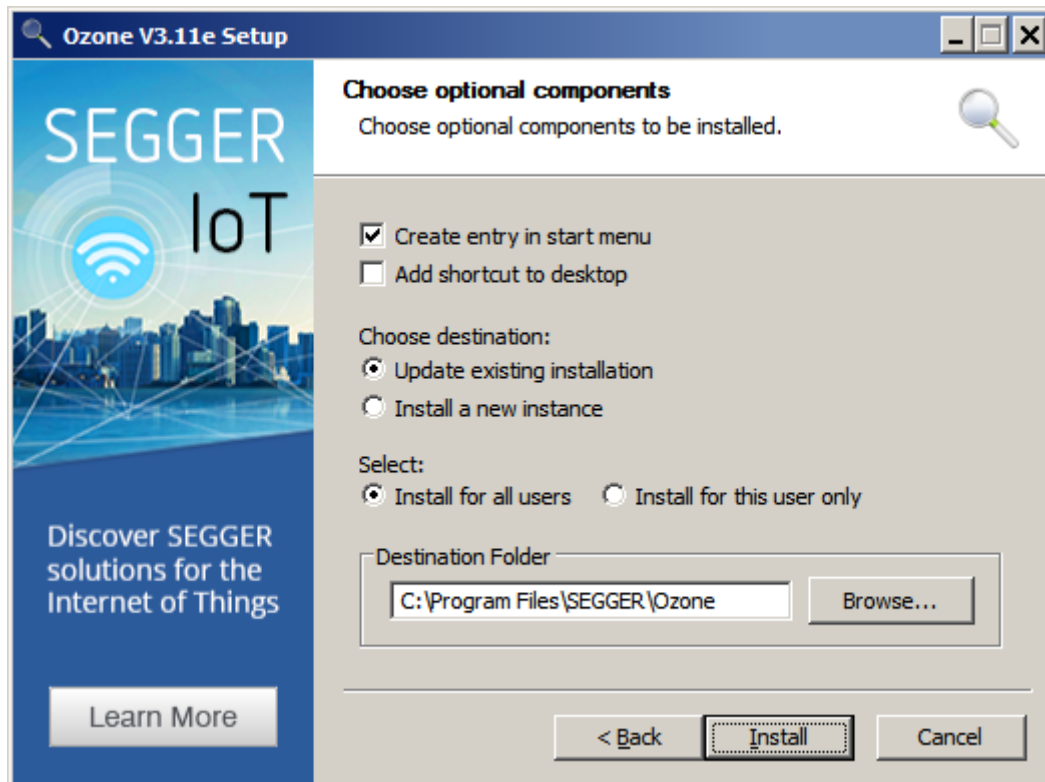 Ozone V3.11e Setup
SEGGER
IoT
Discover SEGGER
solutions for the
Internet of Things
Learn More
Choose optional components
Choose optional components to be installed.
Create entry in start menu
Add shortcut to desktop
Choose destination:
Update existing installation
Install a new instance
Select:
Install for all users Install for this user only
Destination Folder
C:\Program Files\SEGGER\Ozone Browse...
< Back Install Cancel